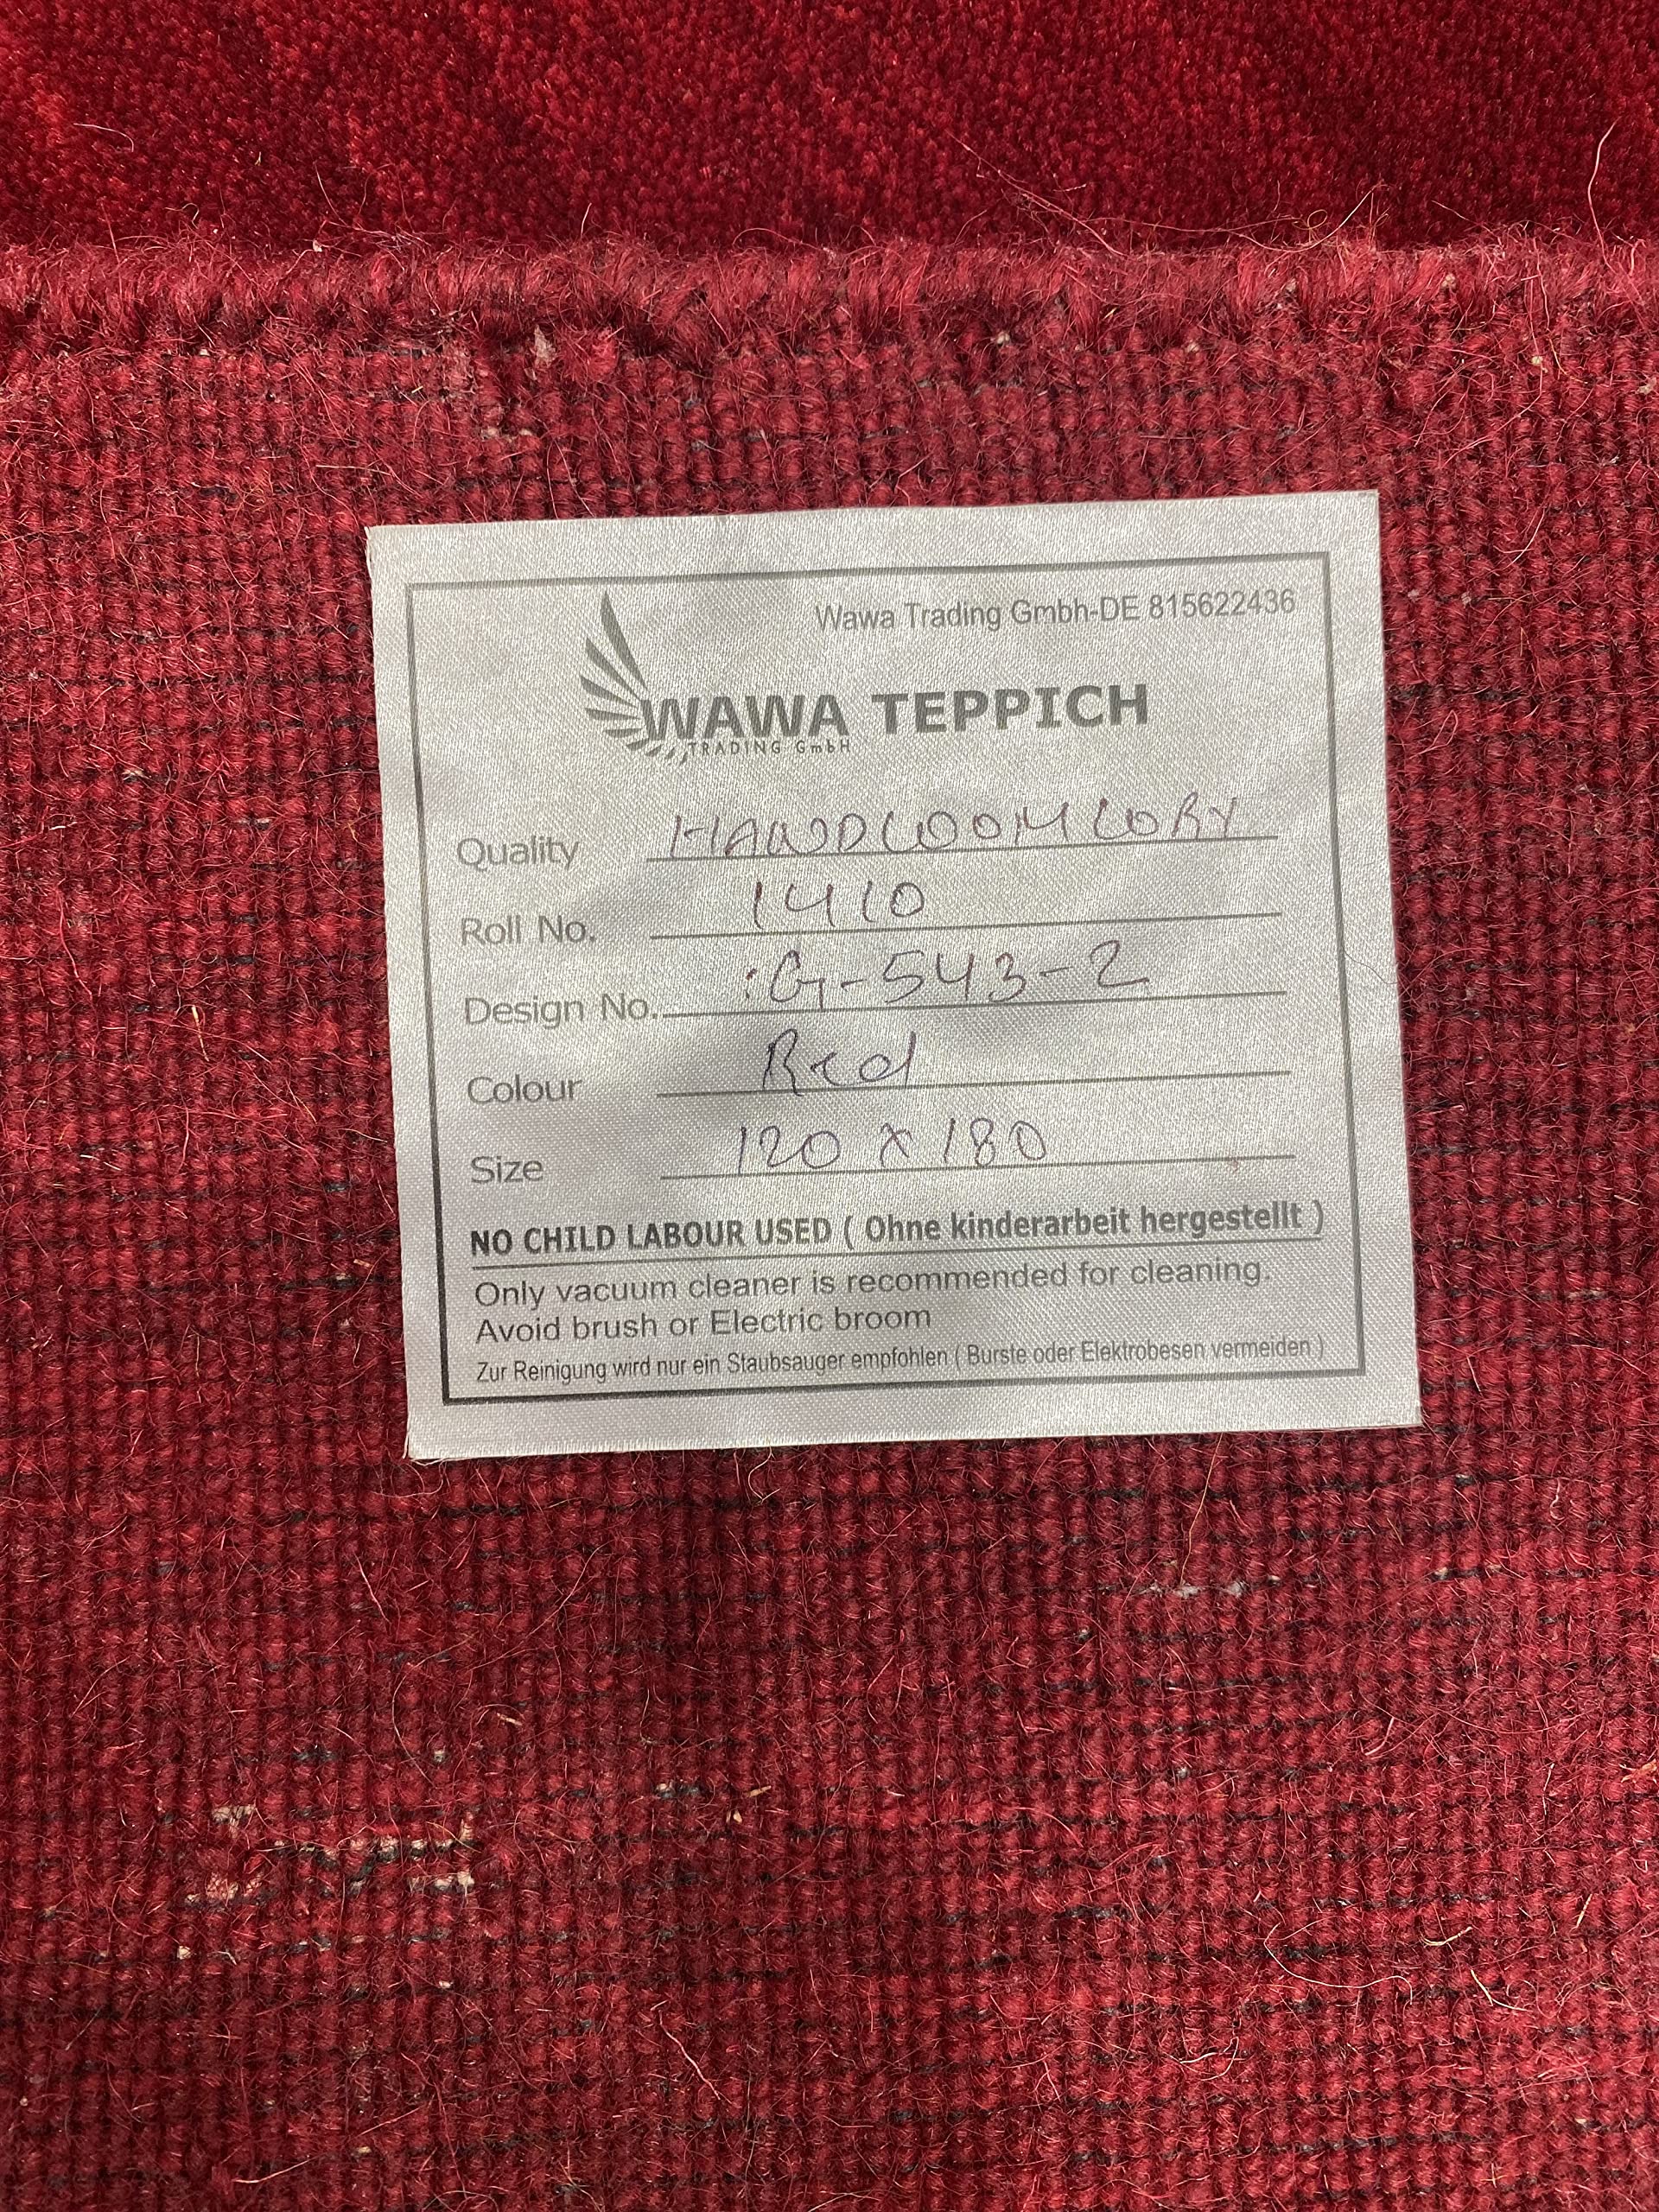 Wawa Trading Gmbh-DE 815622436
WAWA TEPPICH
TRADING GmbH
Quality HANDLOOM LORY
Roll No. 1410
Design No. :G-543-2
Colour Red
Size 120 x 180
NO CHILD LABOUR USED ( Ohne kinderarbeit hergestellt )
Only vacuum cleaner is recommended for cleaning.
Avoid brush or Electric broom
Zur Reinigung wird nur ein Staubsauger empfohlen ( Burste oder Elektrobesen vermeiden )